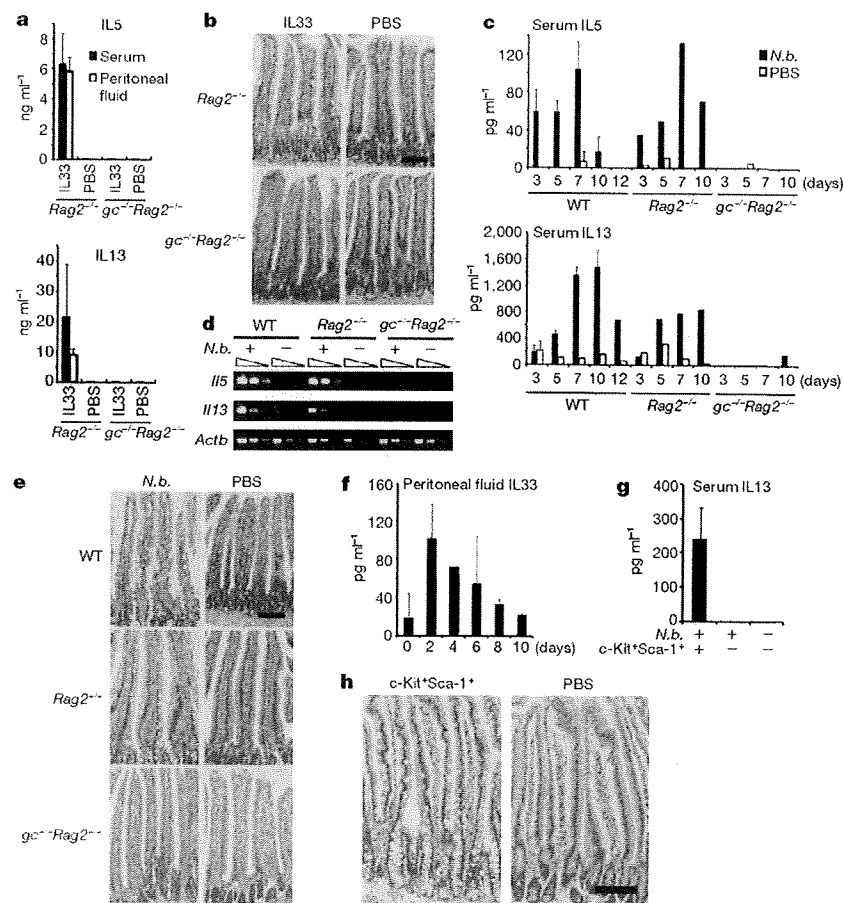 a
IL5
ng ml⁻¹
9
8
6
4
2
0
Serum
Peritoneal fluid
IL33
PBS
IL33
PBS
Rag2⁻/⁻
gc⁻/⁻Rag2⁻/⁻
IL13
ng ml⁻¹
45
40
30
20
10
0
IL33
PBS
IL33
PBS
Rag2⁻/⁻
gc⁻/⁻Rag2⁻/⁻
b
IL33
PBS
Rag2⁻/⁻
gc⁻/⁻Rag2⁻/⁻
c
Serum IL5
pg ml⁻¹
120
80
40
0
N.b.
PBS
3 5 7 10 12 3 5 7 10 3 5 7 10 (days)
WT
Rag2⁻/⁻
gc⁻/⁻Rag2⁻/⁻
Serum IL13
pg ml⁻¹
2,000
1,600
1,200
800
400
0
3 5 7 10 12 3 5 7 10 3 5 7 10 (days)
WT
Rag2⁻/⁻
gc⁻/⁻Rag2⁻/⁻
d
WT
Rag2⁻/⁻
gc⁻/⁻Rag2⁻/⁻
N.b. + − + − + −
Il5
Il13
Actb
e
N.b.
PBS
WT
Rag2⁻/⁻
gc⁻/⁻Rag2⁻/⁻
f
Peritoneal fluid IL33
pg ml⁻¹
160
120
80
40
0
0 2 4 6 8 10 (days)
g
Serum IL13
pg ml⁻¹
400
300
200
100
0
N.b. + + −
c-Kit⁺Sca-1⁺ + − −
h
c-Kit⁺Sca-1⁺
PBS